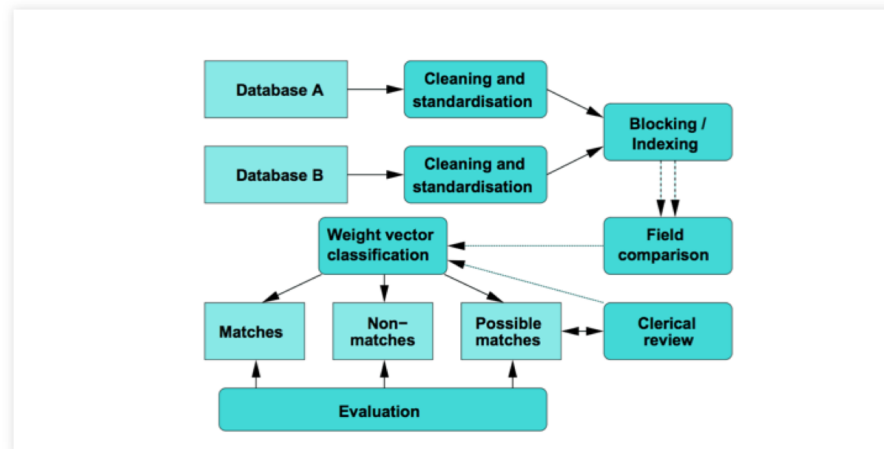 Database A
Cleaning and
standardisation
Blocking /
Indexing
Database B
Cleaning and
standardisation
Weight vector
classification
Field
comparison
Matches
Non−
matches
Possible
matches
Clerical
review
Evaluation